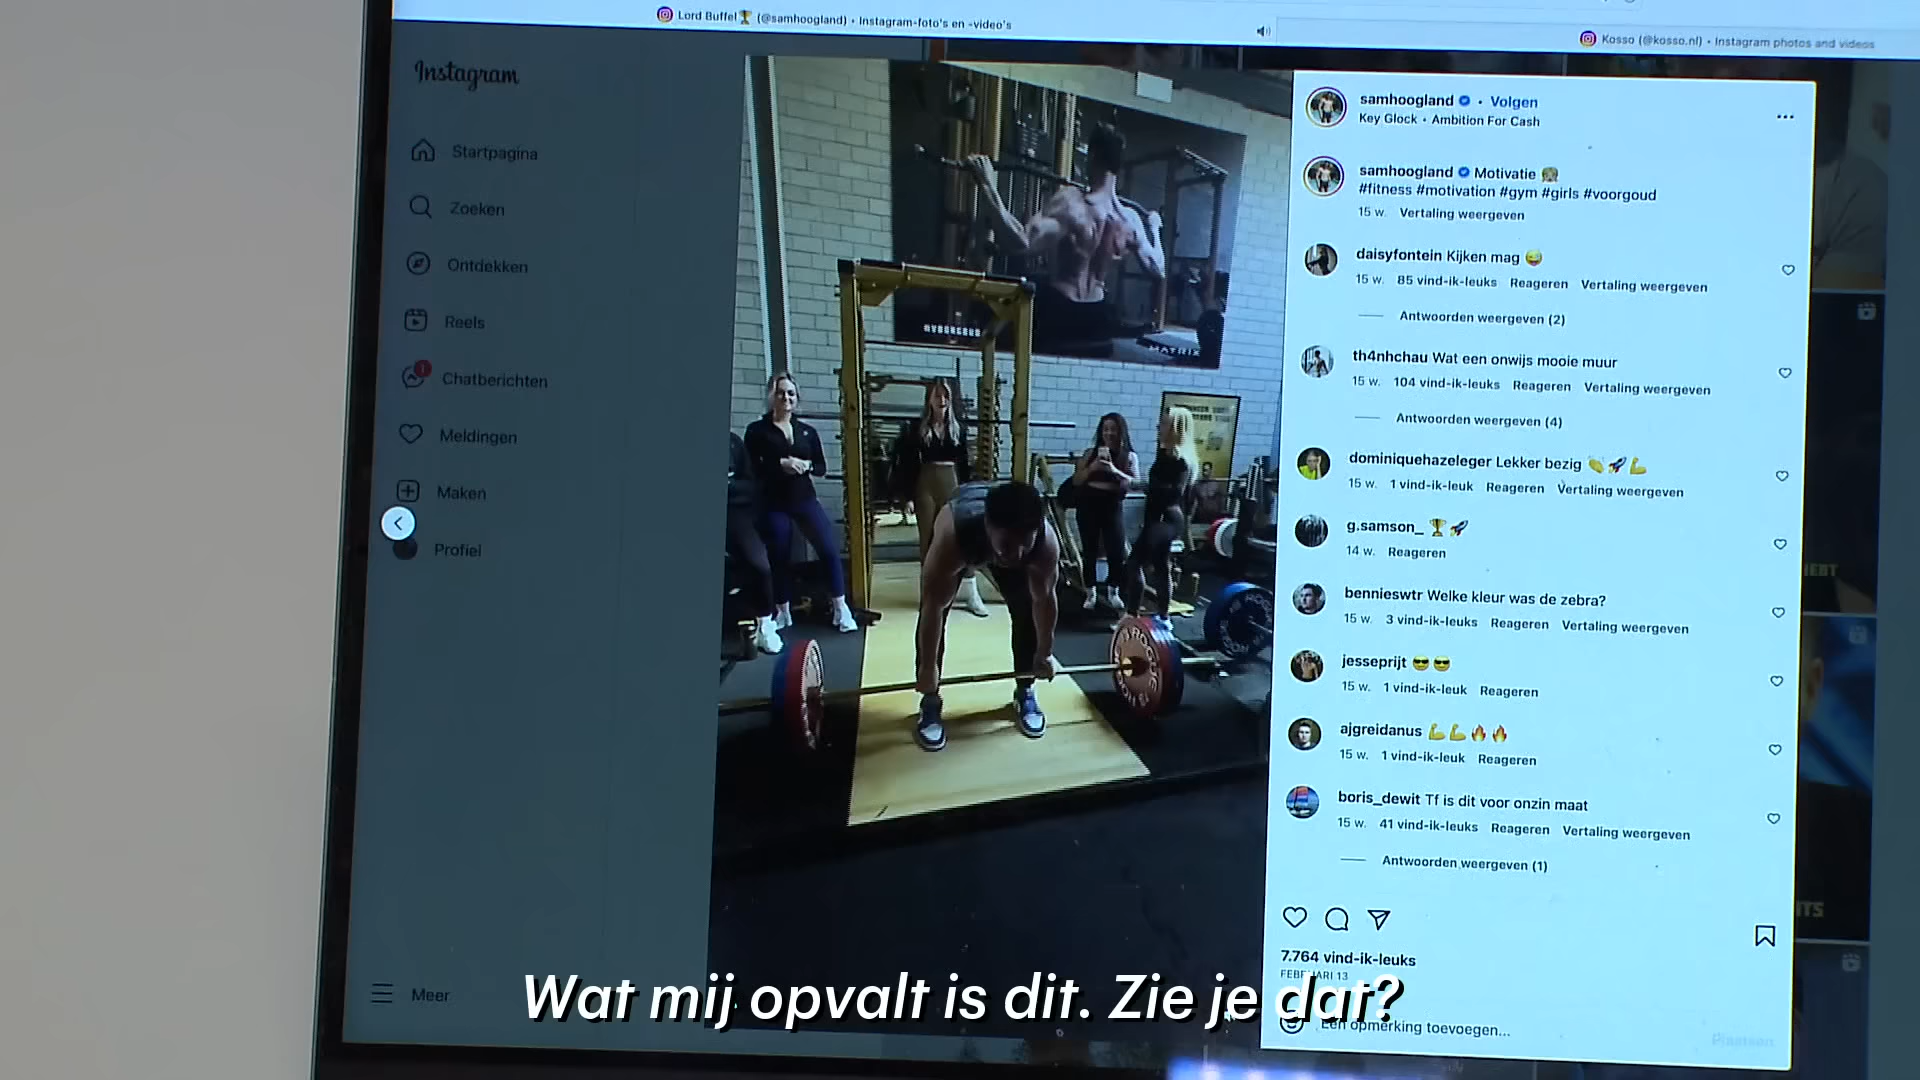 Lord Buffel🏆 (@samhoogland) • Instagram-foto's en -video's
Kosso (@kosso.nl) • Instagram photos and videos
Instagram
Startpagina
Zoeken
Ontdekken
Reels
1
Chatberichten
Meldingen
Maken
Profiel
Meer
MATRIX
ROGUE
samhoogland • Volgen
Key Glock • Ambition For Cash
samhoogland Motivatie
#fitness #motivation #gym #girls #voorgoud
15 w. Vertaling weergeven
daisyfontein Kijken mag 😜
15 w. 85 vind-ik-leuks Reageren Vertaling weergeven
Antwoorden weergeven (2)
th4nhchau Wat een onwijs mooie muur
15 w. 104 vind-ik-leuks Reageren Vertaling weergeven
Antwoorden weergeven (4)
dominiquehazeleger Lekker bezig 👏🚀💪
15 w. 1 vind-ik-leuk Reageren Vertaling weergeven
g.samson_ 🏆🚀
14 w. Reageren
bennieswtr Welke kleur was de zebra?
15 w. 3 vind-ik-leuks Reageren Vertaling weergeven
jesseprijt 😎😎
15 w. 1 vind-ik-leuk Reageren
ajgreidanus 💪💪🔥🔥
15 w. 1 vind-ik-leuk Reageren
boris_dewit Tf is dit voor onzin maat
15 w. 41 vind-ik-leuks Reageren Vertaling weergeven
Antwoorden weergeven (1)
7.764 vind-ik-leuks
FEBRUARI 13
Een opmerking toevoegen...
Plaatsen
Wat mij opvalt is dit. Zie je dat?